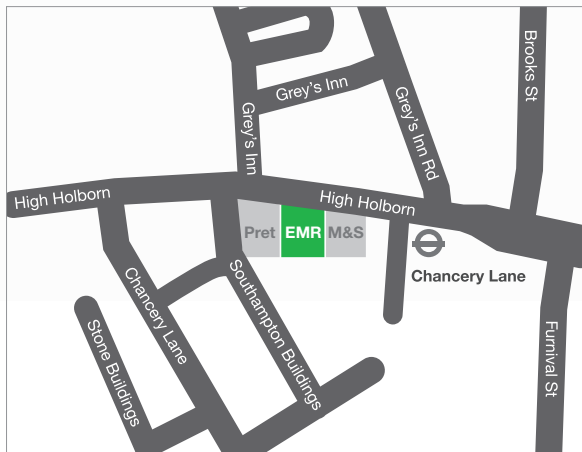 Brooks St
Grey's Inn
Grey's Inn
Grey's Inn Rd
High Holborn
High Holborn
Pret
EMR
M&S
Chancery Lane
Chancery Lane
Southampton Buildings
Stone Buildings
Furnival St